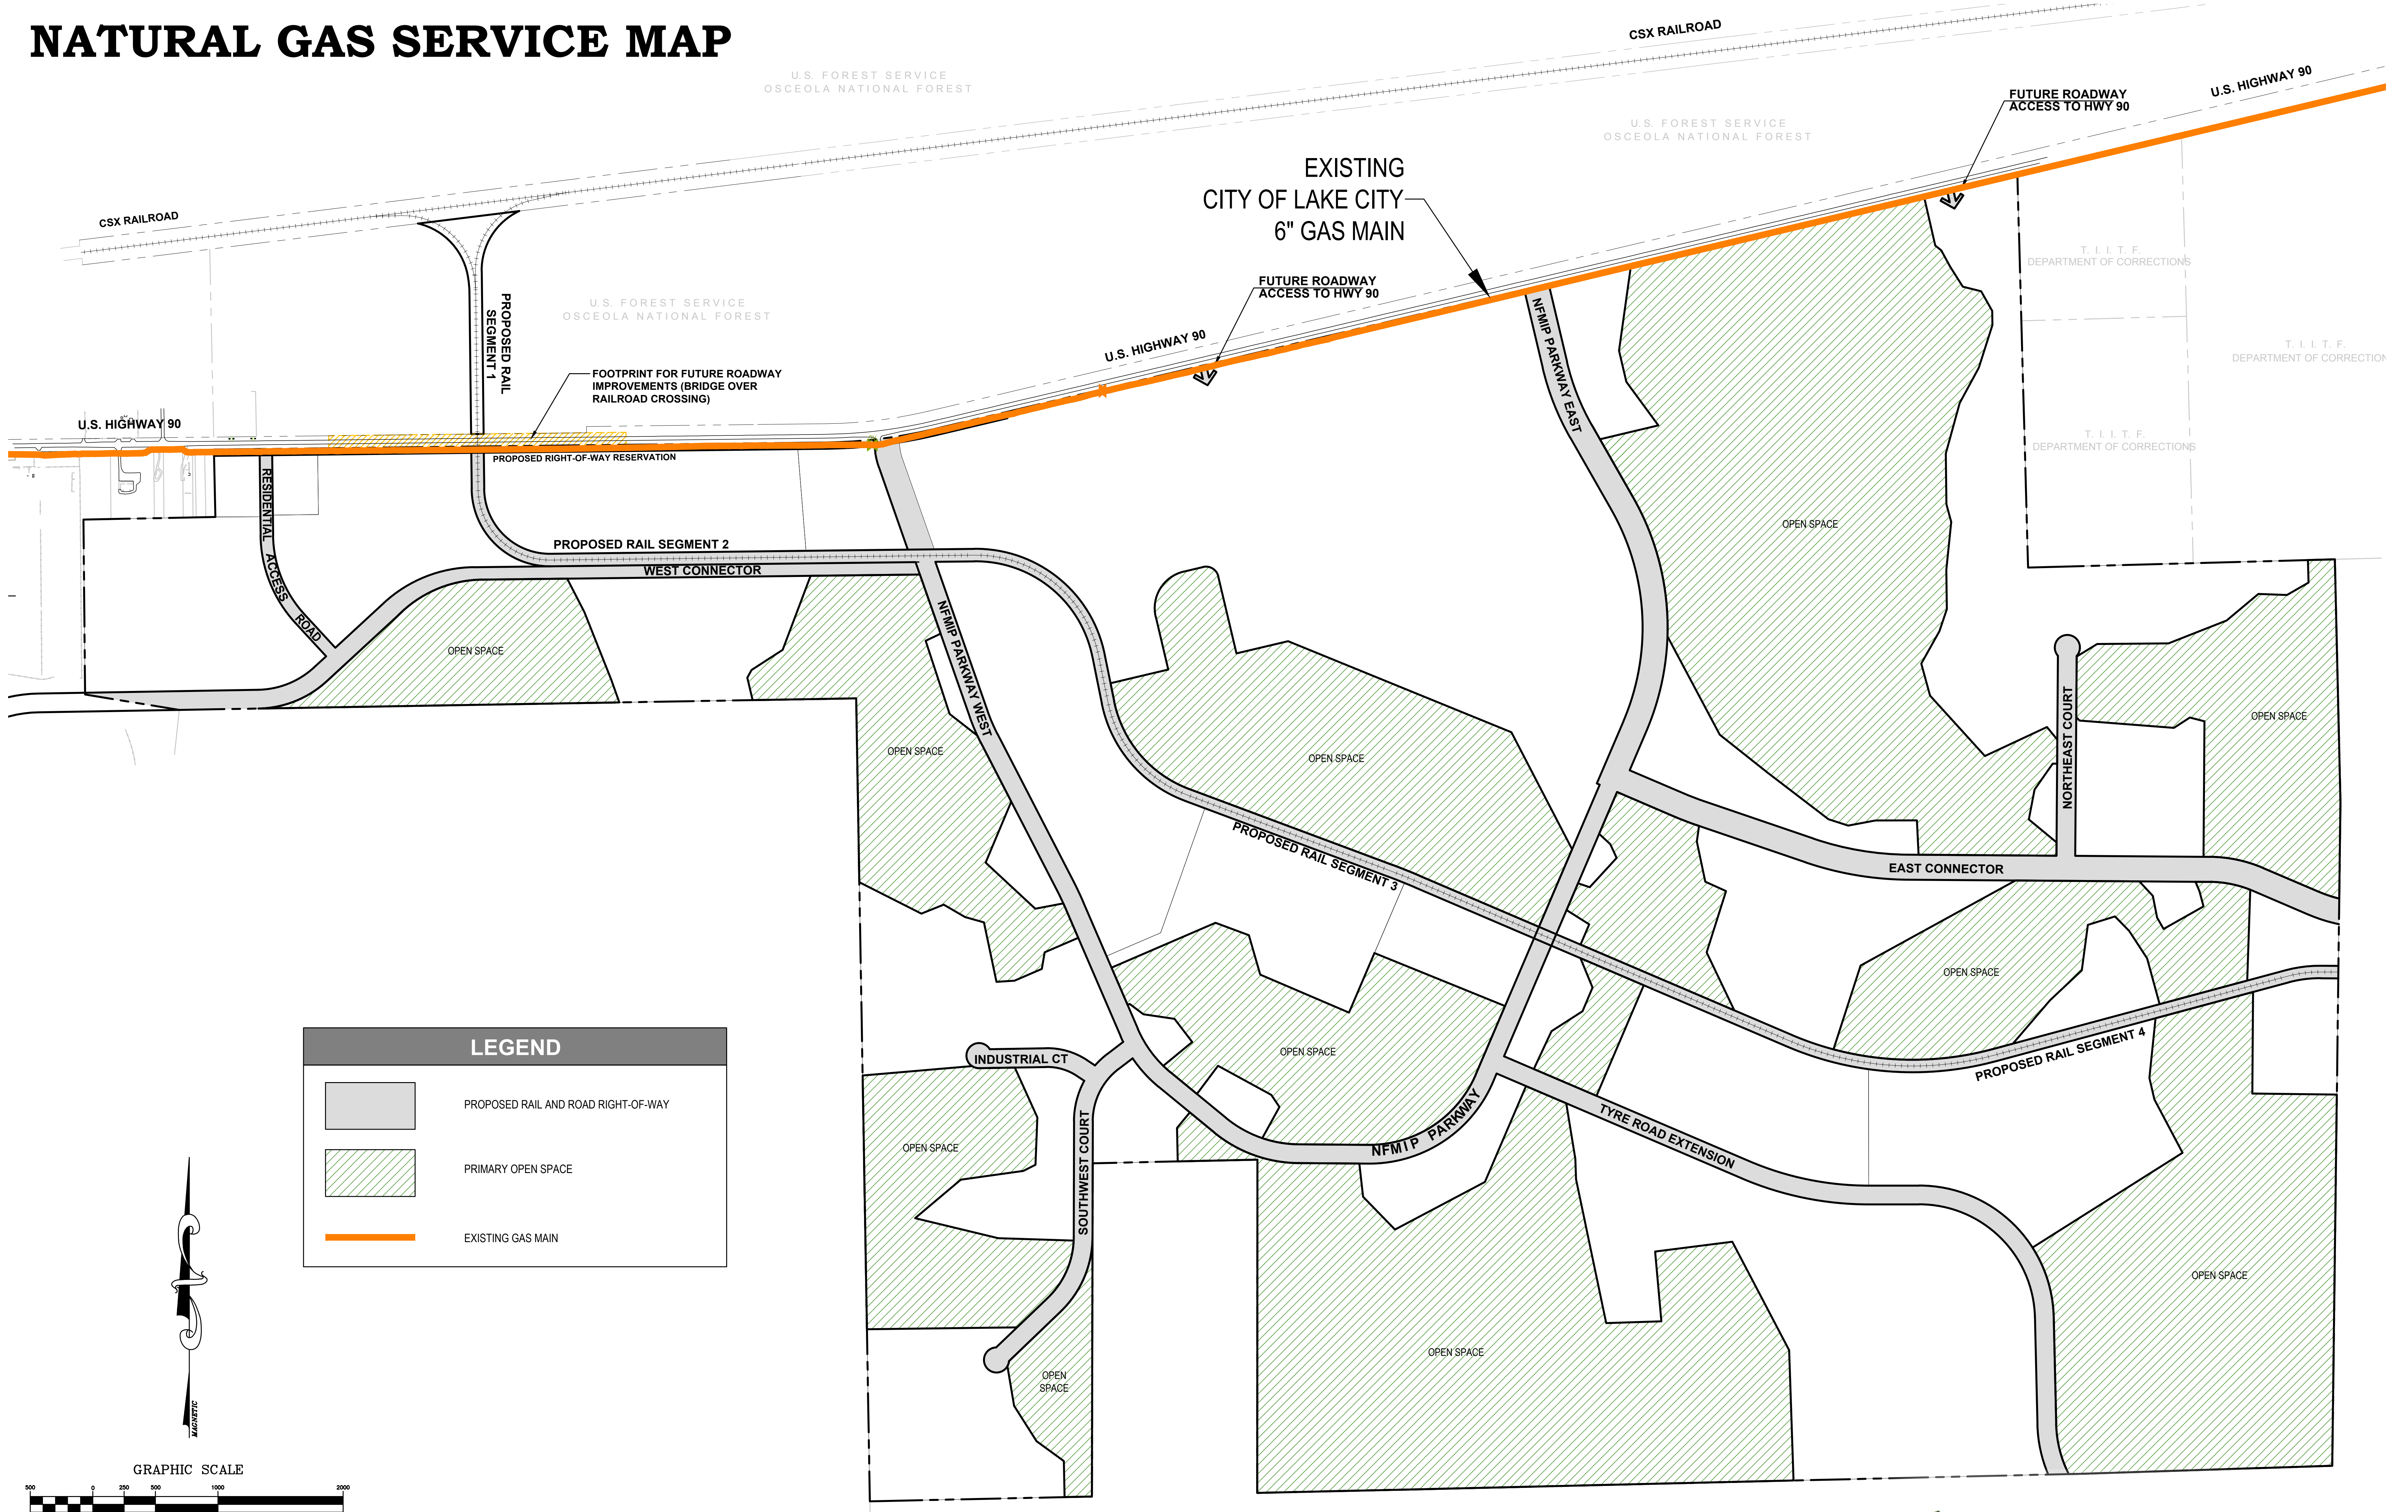 NATURAL GAS SERVICE MAP
CSX RAILROAD
U.S. HIGHWAY 90
U.S. FOREST SERVICE
OSCEOLA NATIONAL FOREST
FUTURE ROADWAY
ACCESS TO HWY 90
U.S. FOREST SERVICE
OSCEOLA NATIONAL FOREST
EXISTING
CITY OF LAKE CITY
6" GAS MAIN
CSX RAILROAD
T. I. I. T. F.
DEPARTMENT OF CORRECTIONS
FUTURE ROADWAY
ACCESS TO HWY 90
U.S. FOREST SERVICE
OSCEOLA NATIONAL FOREST
PROPOSED RAIL
SEGMENT 1
NFMIP PARKWAY EAST
U.S. HIGHWAY 90
T. I. I. T. F.
DEPARTMENT OF CORRECTION
FOOTPRINT FOR FUTURE ROADWAY
IMPROVEMENTS (BRIDGE OVER
RAILROAD CROSSING)
U.S. HIGHWAY 90
T. I. I. T. F.
DEPARTMENT OF CORRECTIONS
PROPOSED RIGHT-OF-WAY RESERVATION
RESIDENTIAL ACCESS ROAD
OPEN SPACE
PROPOSED RAIL SEGMENT 2
WEST CONNECTOR
NFMIP PARKWAY WEST
OPEN SPACE
NORTHEAST COURT
OPEN SPACE
OPEN SPACE
OPEN SPACE
PROPOSED RAIL SEGMENT 3
EAST CONNECTOR
OPEN SPACE
LEGEND
PROPOSED RAIL AND ROAD RIGHT-OF-WAY
PRIMARY OPEN SPACE
EXISTING GAS MAIN
INDUSTRIAL CT
OPEN SPACE
PROPOSED RAIL SEGMENT 4
NFMIP PARKWAY
TYRE ROAD EXTENSION
OPEN SPACE
SOUTHWEST COURT
OPEN SPACE
OPEN SPACE
OPEN
SPACE
MAGNETIC
GRAPHIC SCALE
500 0 250 500 1000 2000